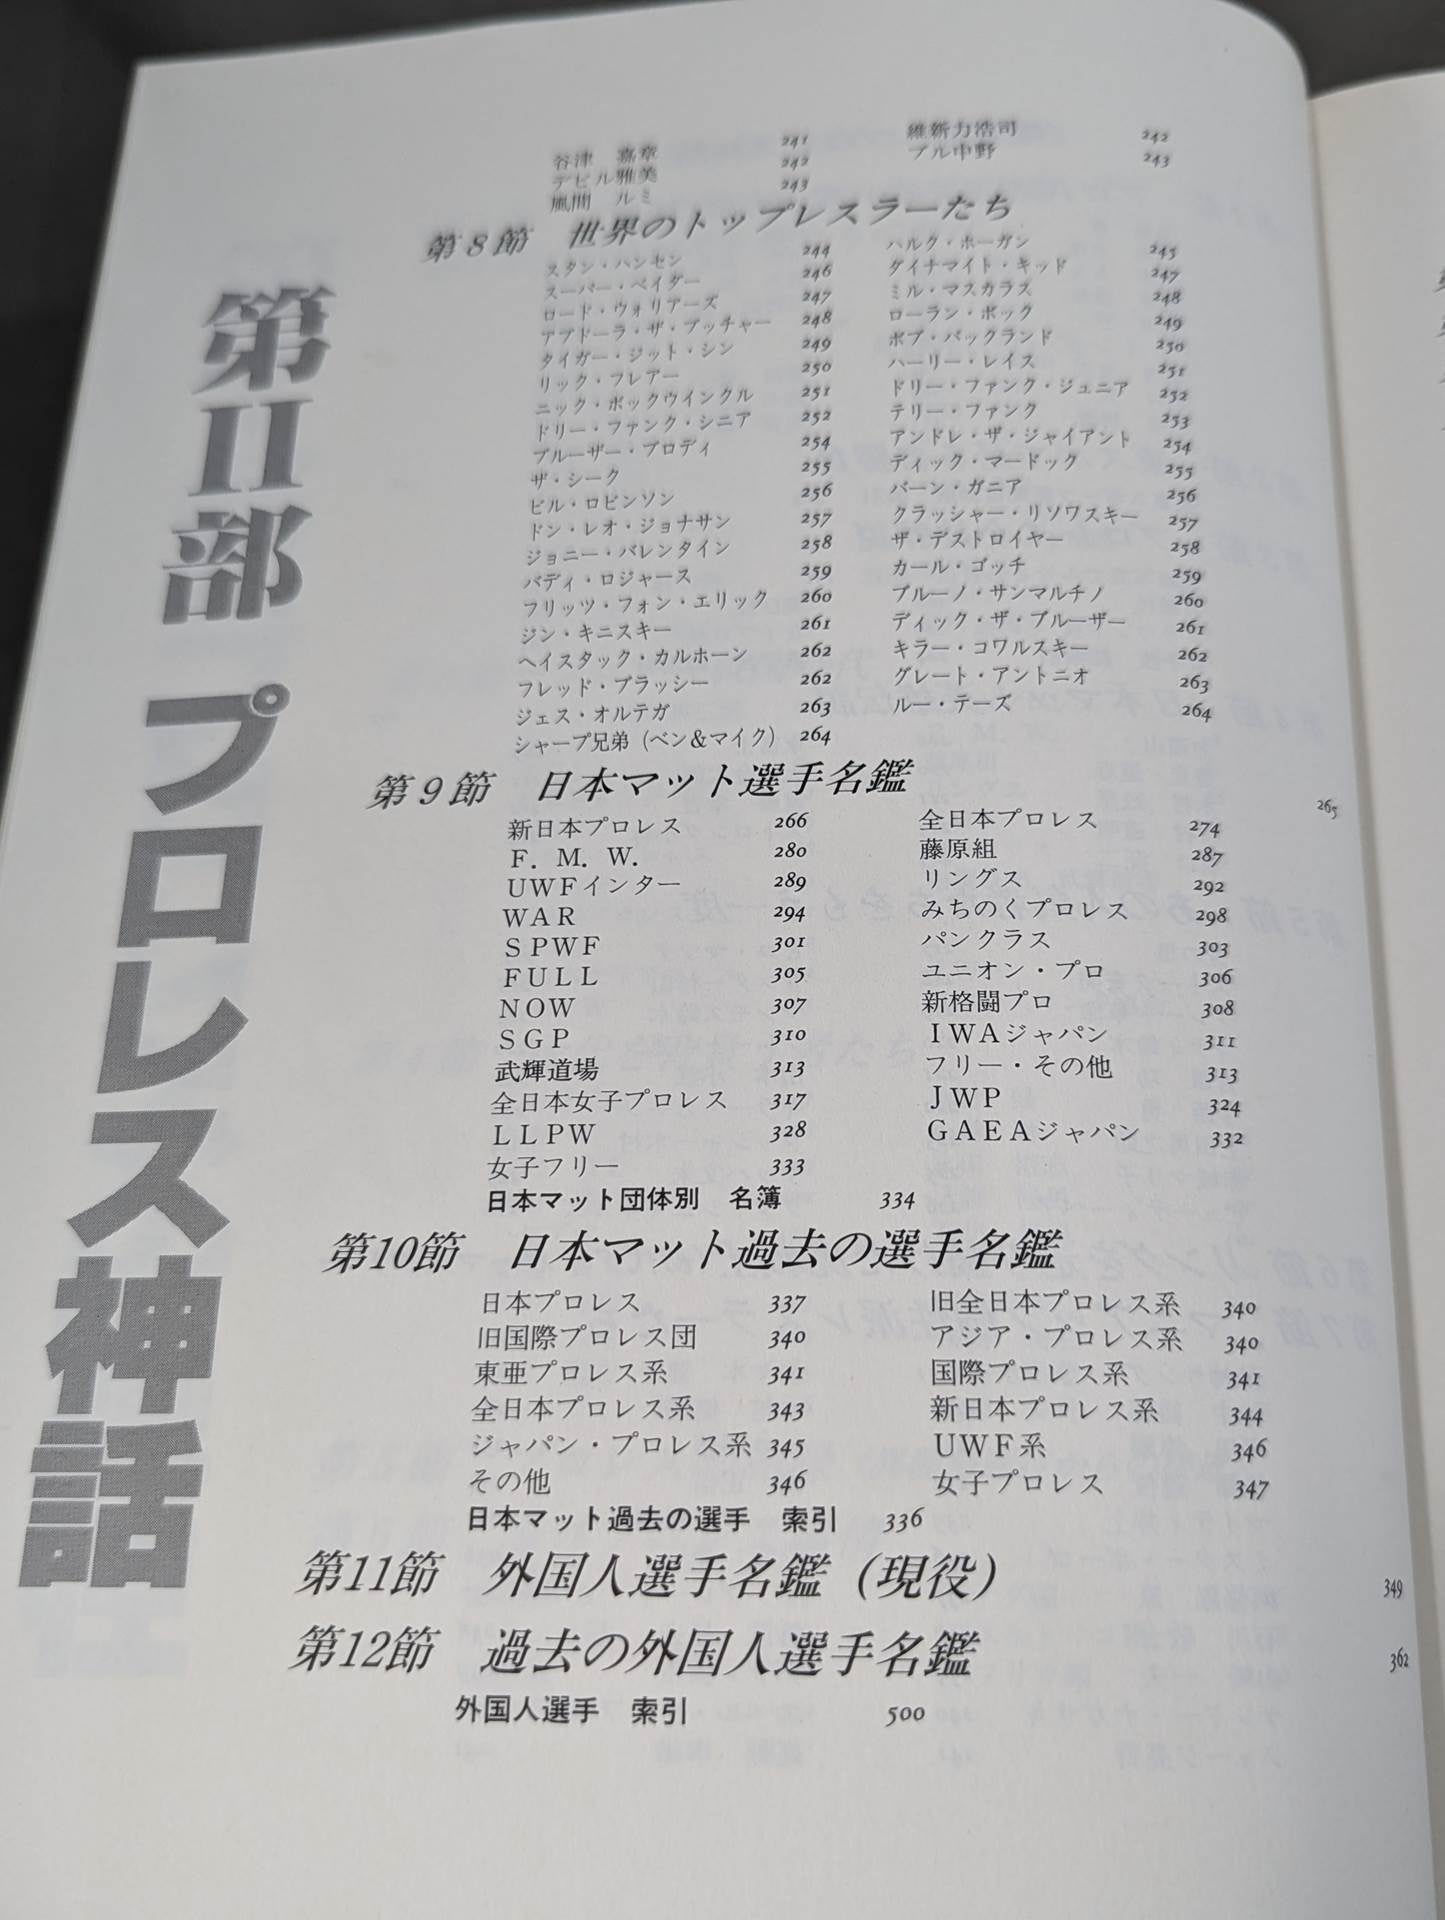 谷津　嘉章 241 維新力浩司 242
デビル雅美 242 ブル中野 243
風間　ルミ 243
第8節 世界のトップレスラーたち
スタン・ハンセン 244 ハルク・ホーガン 245
スーパー・ベイダー 246 ダイナマイト・キッド 247
ロード・ウォリアーズ 247 ミル・マスカラス 248
アブドーラ・ザ・ブッチャー 248 ローラン・ボック 249
タイガー・ジット・シン 249 ボブ・バックランド 250
リック・フレアー 250 ハーリー・レイス 251
ニック・ボックウインクル 251 ドリー・ファンク・ジュニア 252
ドリー・ファンク・シニア 252 テリー・ファンク 253
ブルーザー・ブロディ 254 アンドレ・ザ・ジャイアント 254
ザ・シーク 255 ディック・マードック 255
ビル・ロビンソン 256 バーン・ガニア 256
ドン・レオ・ジョナサン 257 クラッシャー・リソワスキー 257
ジョニー・バレンタイン 258 ザ・デストロイヤー 258
バディ・ロジャース 259 カール・ゴッチ 259
フリッツ・フォン・エリック 260 ブルーノ・サンマルチノ 260
ジン・キニスキー 261 ディック・ザ・ブルーザー 261
ヘイスタック・カルホーン 262 キラー・コワルスキー 262
フレッド・ブラッシー 262 グレート・アントニオ 263
ジェス・オルテガ 263 ルー・テーズ 264
シャープ兄弟（ベン＆マイク） 264
第9節 日本マット選手名鑑 265
新日本プロレス 266 全日本プロレス 274
F．M．W． 280 藤原組 287
UWFインター 289 リングス 292
WAR 294 みちのくプロレス 298
SPWF 301 パンクラス 303
FULL 305 ユニオン・プロ 306
NOW 307 新格闘プロ 308
SGP 310 IWAジャパン 311
武輝道場 313 フリー・その他 313
全日本女子プロレス 317 JWP 324
LLPW 328 GAEAジャパン 332
女子フリー 333
日本マット団体別　名簿 334
第10節 日本マット過去の選手名鑑
日本プロレス 337 旧全日本プロレス系 340
旧国際プロレス団 340 アジア・プロレス系 340
東亜プロレス系 341 国際プロレス系 341
全日本プロレス系 343 新日本プロレス系 344
ジャパン・プロレス系 345 UWF系 346
その他 346 女子プロレス 347
日本マット過去の選手　索引 336
第11節 外国人選手名鑑（現役） 349
第12節 過去の外国人選手名鑑 362
外国人選手　索引 500
第II部 プロレス神話